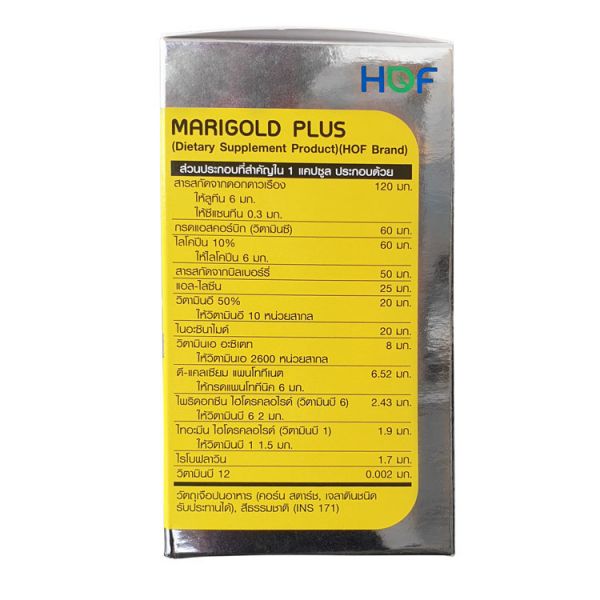 HOF
MARIGOLD PLUS
(Dietary Supplement Product)(HOF Brand)
ส่วนประกอบที่สำคัญใน 1 แคปซูล ประกอบด้วย
สารสกัดจากดอกดาวเรือง 120 มก.
ให้ลูทีน 6 มก.
ให้ซีแซนทีน 0.3 มก.
กรดแอสคอร์บิก (วิตามินซี) 60 มก.
ไลโคปีน 10% 60 มก.
ให้ไลโคปีน 6 มก.
สารสกัดจากบิลเบอร์รี่ 50 มก.
แอล-ไลซีน 25 มก.
วิตามินอี 50% 20 มก.
ให้วิตามินอี 10 หน่วยสากล
ไนอะซินาไมด์ 20 มก.
วิตามินเอ อะซิเตท 8 มก.
ให้วิตามินเอ 2600 หน่วยสากล
ดี-แคลเซียม แพนโททีเนต 6.52 มก.
ให้กรดแพนโททีนิค 6 มก.
ไพริดอกซีน ไฮโดรคลอไรด์ (วิตามินบี 6) 2.43 มก.
ให้วิตามินบี 6 2 มก.
ไทอะมีน ไฮโดรคลอไรด์ (วิตามินบี 1) 1.9 มก.
ให้วิตามินบี 1 1.5 มก.
ไรโบฟลาวิน 1.7 มก.
วิตามินบี 12 0.002 มก.
วัตถุเจือปนอาหาร (คอร์น สตาร์ช, เจลาตินชนิด
รับประทานได้), สีธรรมชาติ (INS 171)